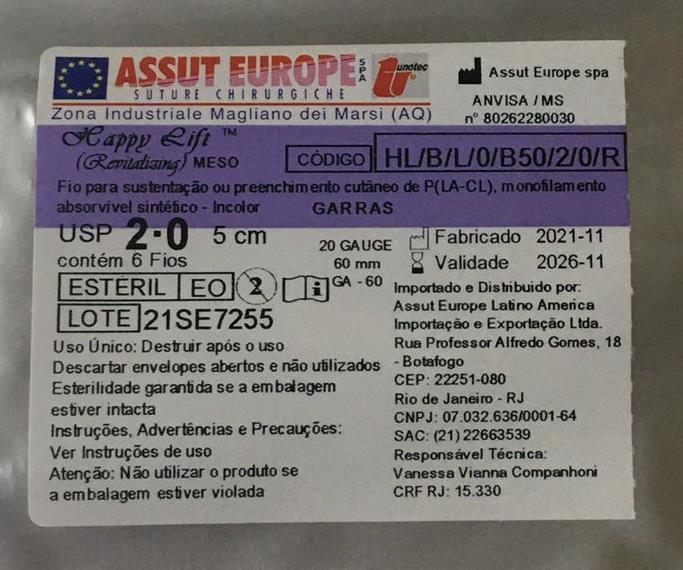 ASSUT EUROPE SPA
SUTURE CHIRURGICHE
unotec
Zona Industriale Magliano dei Marsi (AQ)
Assut Europe spa
ANVISA / MS
n° 80262280030
Happy Lift ™
(Revitalizing) MESO
CÓDIGO HL/B/L/0/B50/2/0/R
Fio para sustentação ou preenchimento cutâneo de P(LA-CL), monofilamento
absorvível sintético - Incolor GARRAS
USP 2-0 5 cm
contém 6 Fios
20 GAUGE
60 mm
GA - 60
ESTÉRIL EO 2 i
LOTE 21SE7255
Uso Único: Destruir após o uso
Descartar envelopes abertos e não utilizados
Esterilidade garantida se a embalagem
estiver intacta
Instruções, Advertências e Precauções:
Ver Instruções de uso
Atenção: Não utilizar o produto se
a embalagem estiver violada
Fabricado 2021-11
Validade 2026-11
Importado e Distribuido por:
Assut Europe Latino America
Importação e Exportação Ltda.
Rua Professor Alfredo Gomes, 18
- Botafogo
CEP: 22251-080
Rio de Janeiro - RJ
CNPJ: 07.032.636/0001-64
SAC: (21) 22663539
Responsável Técnica:
Vanessa Vianna Companhoni
CRF RJ: 15.330